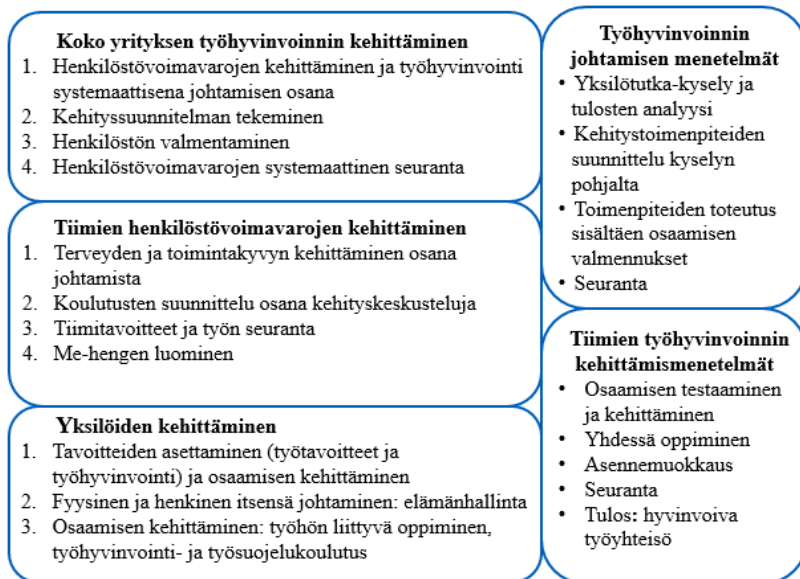 Koko yrityksen työhyvinvoinnin kehittäminen
1. Henkilöstövoimavarojen kehittäminen ja työhyvinvointi
systemaattisena johtamisen osana
2. Kehityssuunnitelman tekeminen
3. Henkilöstön valmentaminen
4. Henkilöstövoimavarojen systemaattinen seuranta
Tiimien henkilöstövoimavarojen kehittäminen
1. Terveyden ja toimintakyvyn kehittäminen osana
johtamista
2. Koulutusten suunnittelu osana kehityskeskusteluja
3. Tiimitavoitteet ja työn seuranta
4. Me-hengen luominen
Yksilöiden kehittäminen
1. Tavoitteiden asettaminen (työtavoitteet ja
työhyvinvointi) ja osaamisen kehittäminen
2. Fyysinen ja henkinen itsensä johtaminen: elämänhallinta
3. Osaamisen kehittäminen: työhön liittyvä oppiminen,
työhyvinvointi- ja työsuojelukoulutus
Työhyvinvoinnin
johtamisen menetelmät
• Yksilötutka-kysely ja
tulosten analyysi
• Kehitystoimenpiteiden
suunnittelu kyselyn
pohjalta
• Toimenpiteiden toteutus
sisältäen osaamisen
valmennukset
• Seuranta
Tiimien työhyvinvoinnin
kehittämismenetelmät
• Osaamisen testaaminen
ja kehittäminen
• Yhdessä oppiminen
• Asennemuokkaus
• Seuranta
• Tulos: hyvinvoiva
työyhteisö